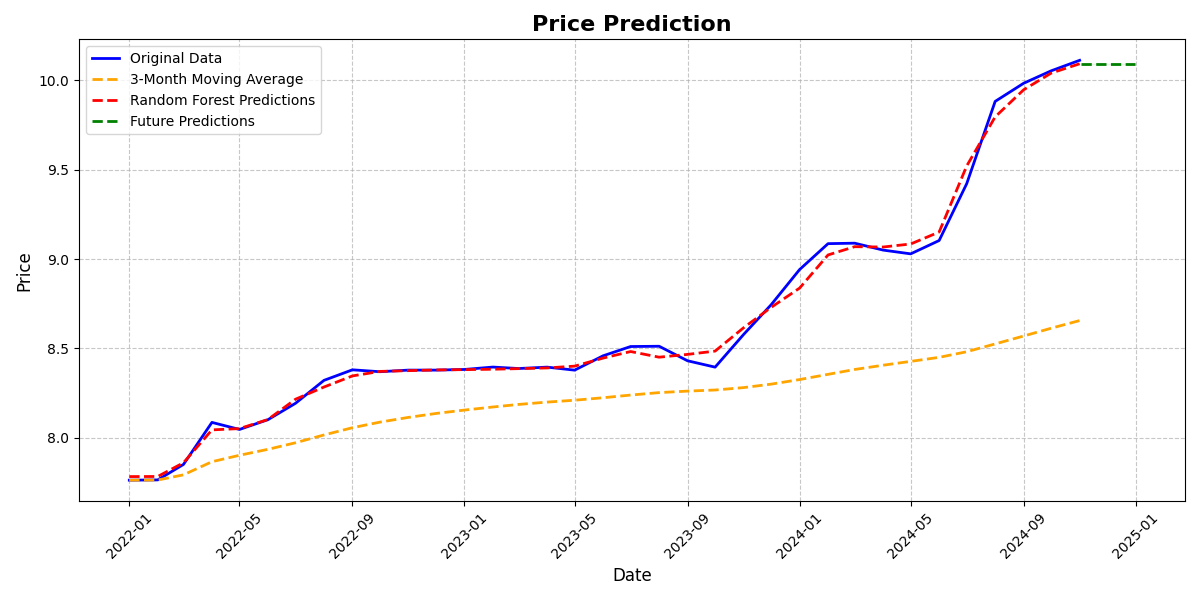 Price Prediction
Original Data
3-Month Moving Average
Random Forest Predictions
Future Predictions
10.0
9.5
9.0
8.5
8.0
Price
2022-01
2022-05
2022-09
2023-01
2023-05
2023-09
2024-01
2024-05
2024-09
2025-01
Date